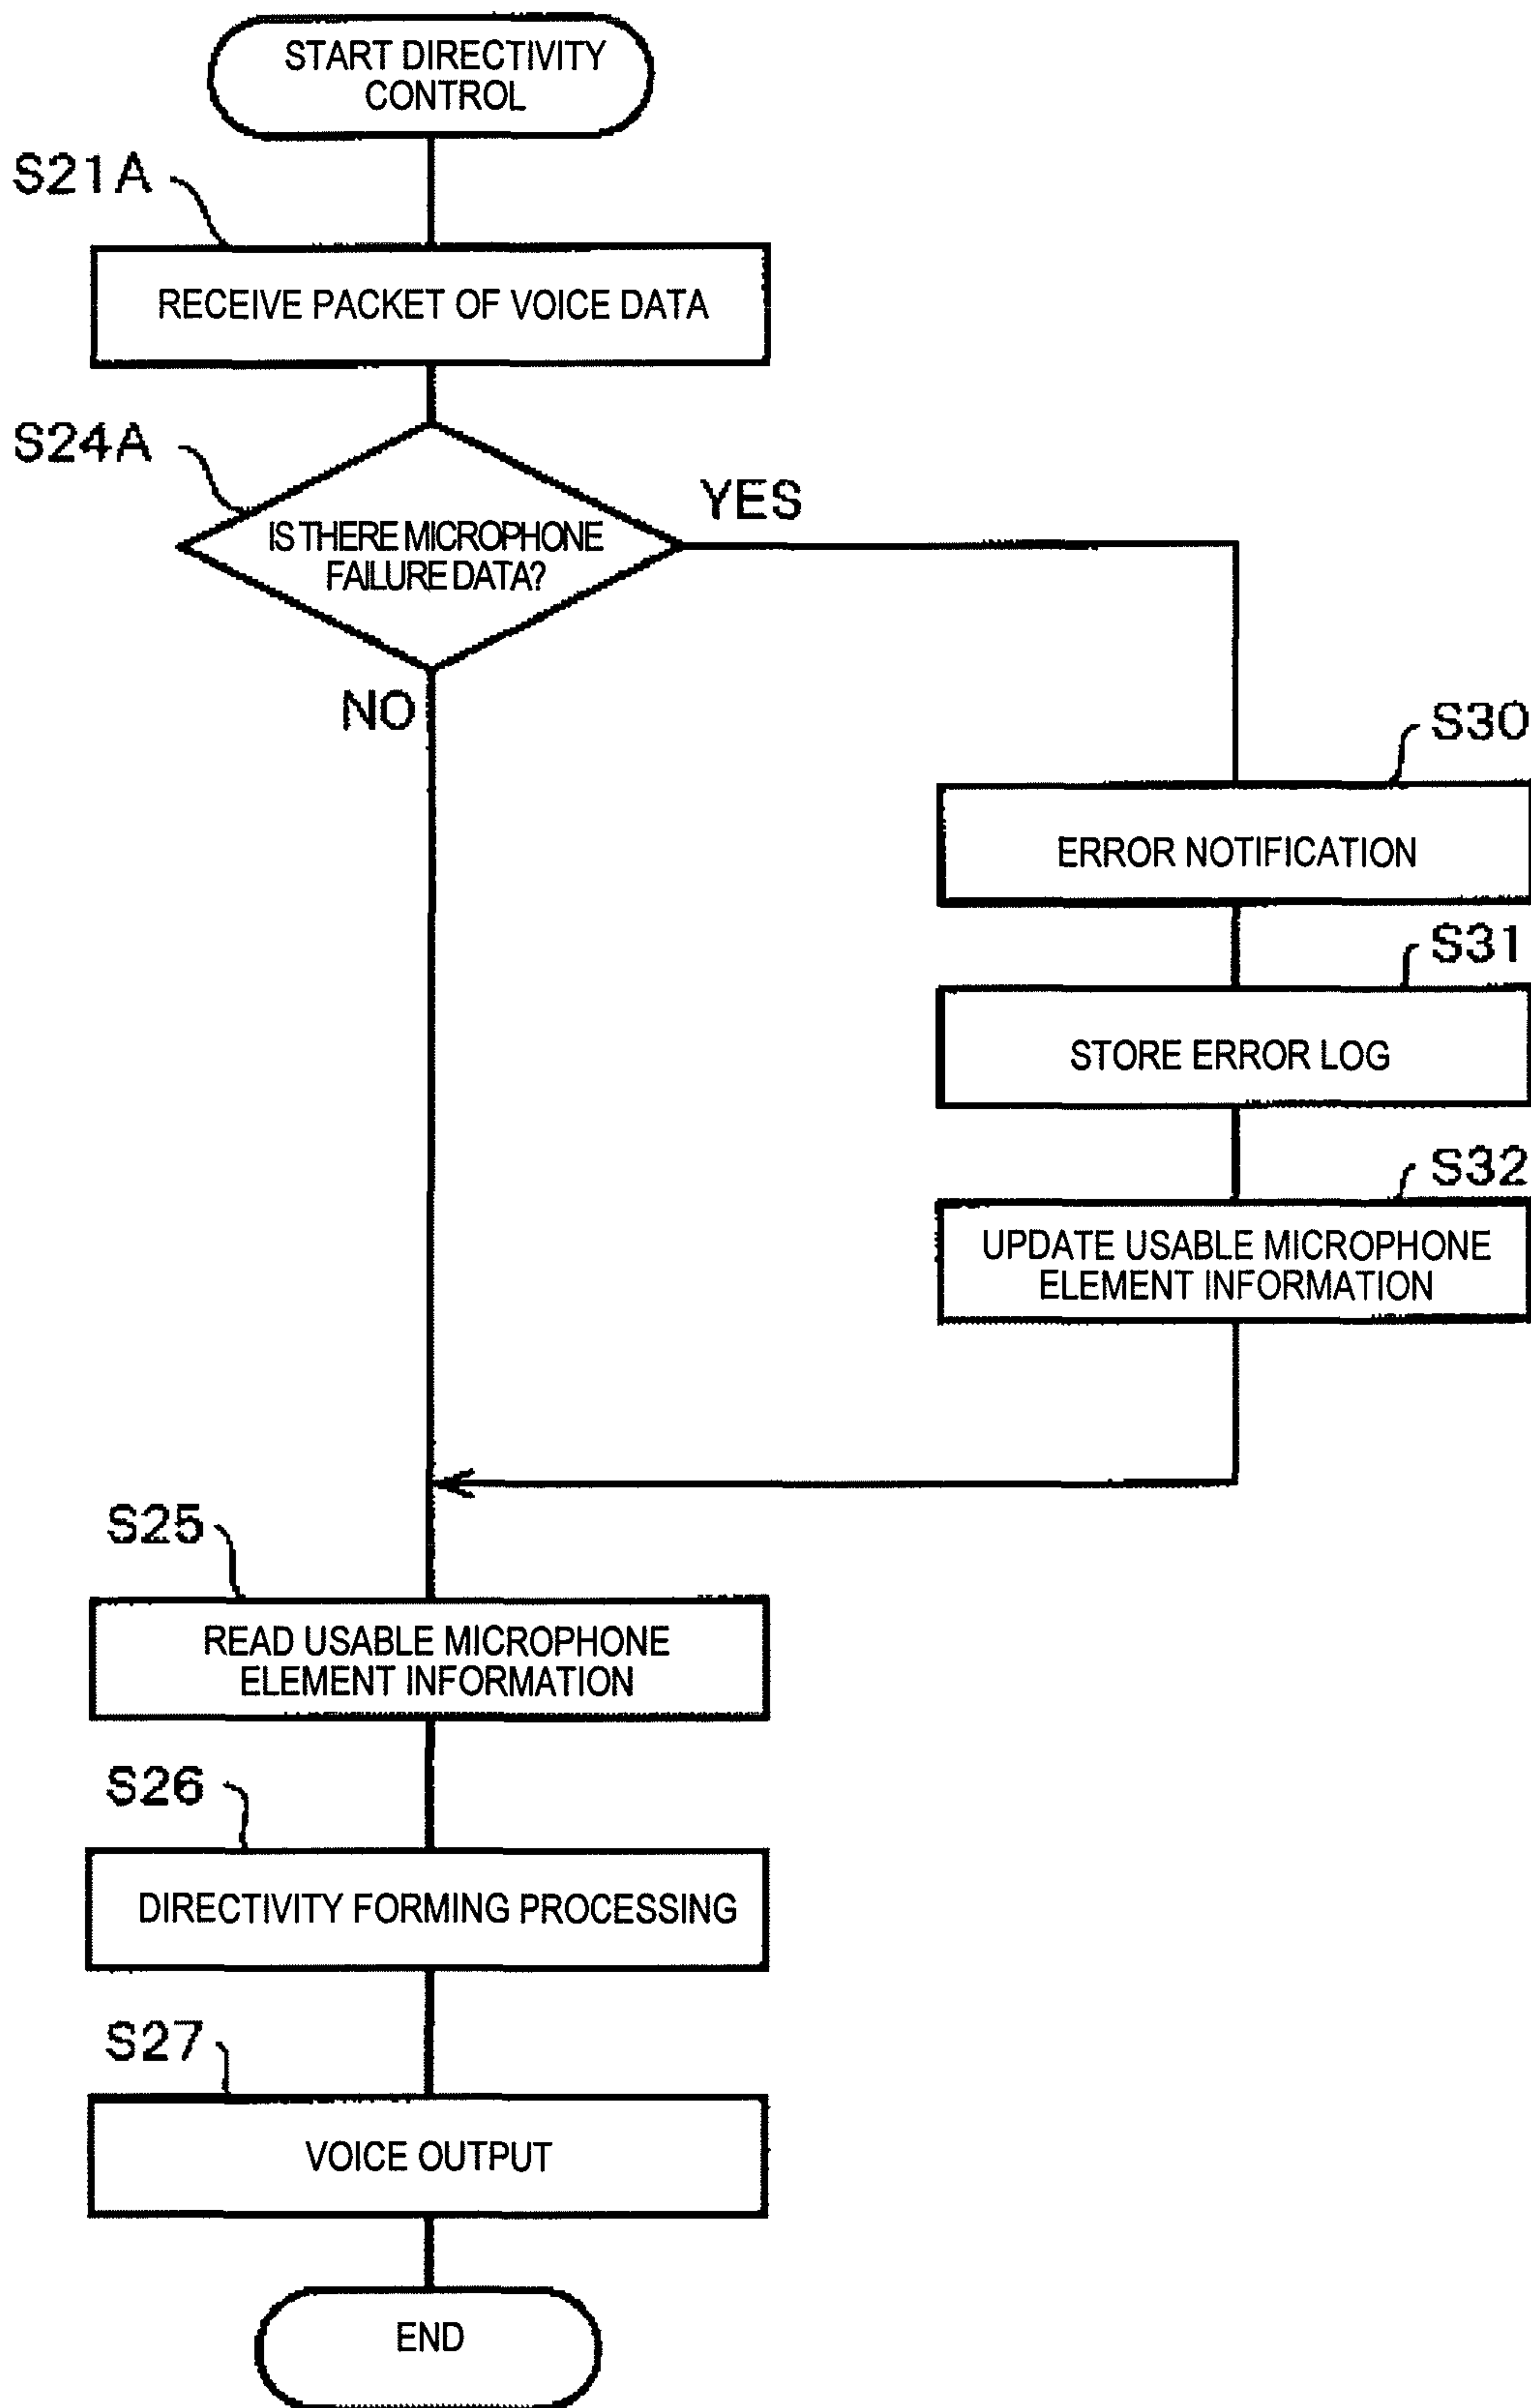 START DIRECTIVITY
CONTROL
S21A
RECEIVE PACKET OF VOICE DATA
S24A
IS THERE MICROPHONE
FAILURE DATA?
YES
NO
S30
ERROR NOTIFICATION
S31
STORE ERROR LOG
S32
UPDATE USABLE MICROPHONE
ELEMENT INFORMATION
S25
READ USABLE MICROPHONE
ELEMENT INFORMATION
S26
DIRECTIVITY FORMING PROCESSING
S27
VOICE OUTPUT
END